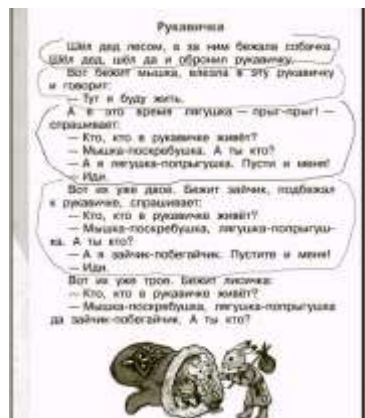 Рукавичка
Шёл дед лесом, а за ним бежала собачка.
Шёл дед, шёл да и обронил рукавичку.
Вот бежит мышка, влезла в эту рукавичку
и говорит:
— Тут я буду жить.
А в это время лягушка — прыг-прыг! —
спрашивает:
— Кто, кто в рукавичке живёт?
— Мышка-поскребушка. А ты кто?
— А я лягушка-попрыгушка. Пусти и меня!
— Иди.
Вот их уже двое. Бежит зайчик, подбежал
к рукавичке, спрашивает:
— Кто, кто в рукавичке живёт?
— Мышка-поскребушка, лягушка-попрыгуш-
ка. А ты кто?
— А я зайчик-побегайчик. Пустите и меня!
— Иди.
Вот их уже трое. Бежит лисичка:
— Кто, кто в рукавичке живёт?
— Мышка-поскребушка, лягушка-попрыгушка
да зайчик-побегайчик. А ты кто?